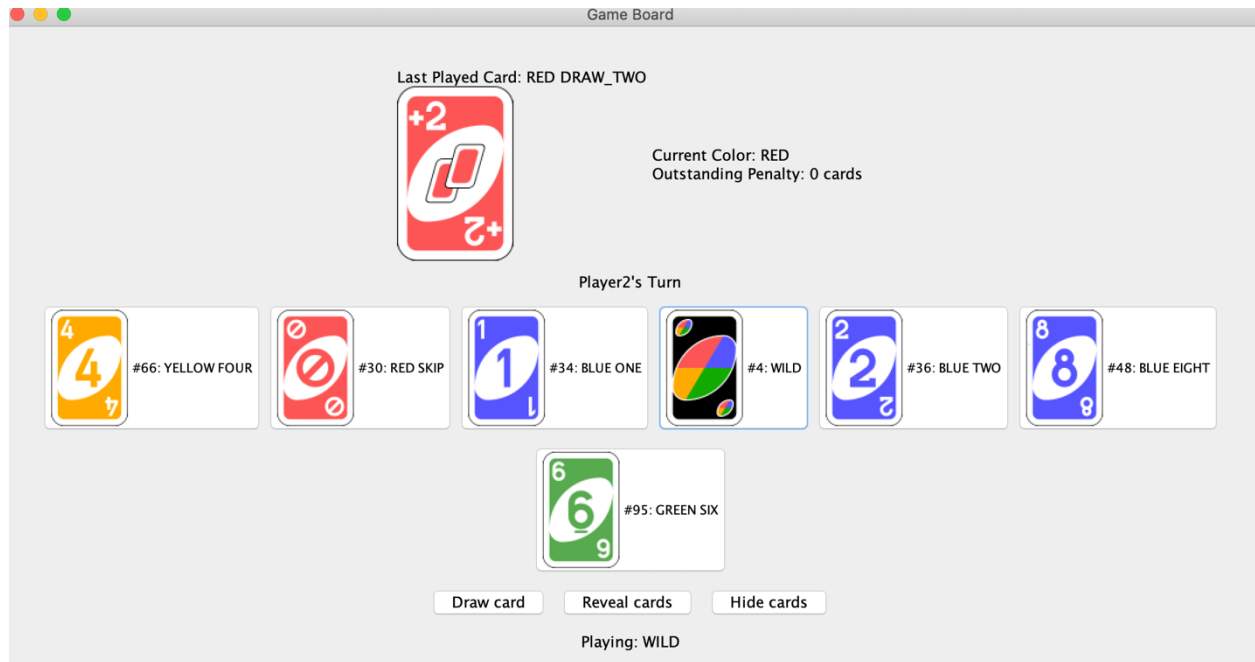 Game Board
Last Played Card: RED DRAW_TWO
+2
+2
Current Color: RED
Outstanding Penalty: 0 cards
Player2's Turn
4
4
4
#66: YELLOW FOUR
#30: RED SKIP
1
1
1
#34: BLUE ONE
#4: WILD
2
2
2
#36: BLUE TWO
8
8
8
#48: BLUE EIGHT
6
6
6
#95: GREEN SIX
Draw card
Reveal cards
Hide cards
Playing: WILD